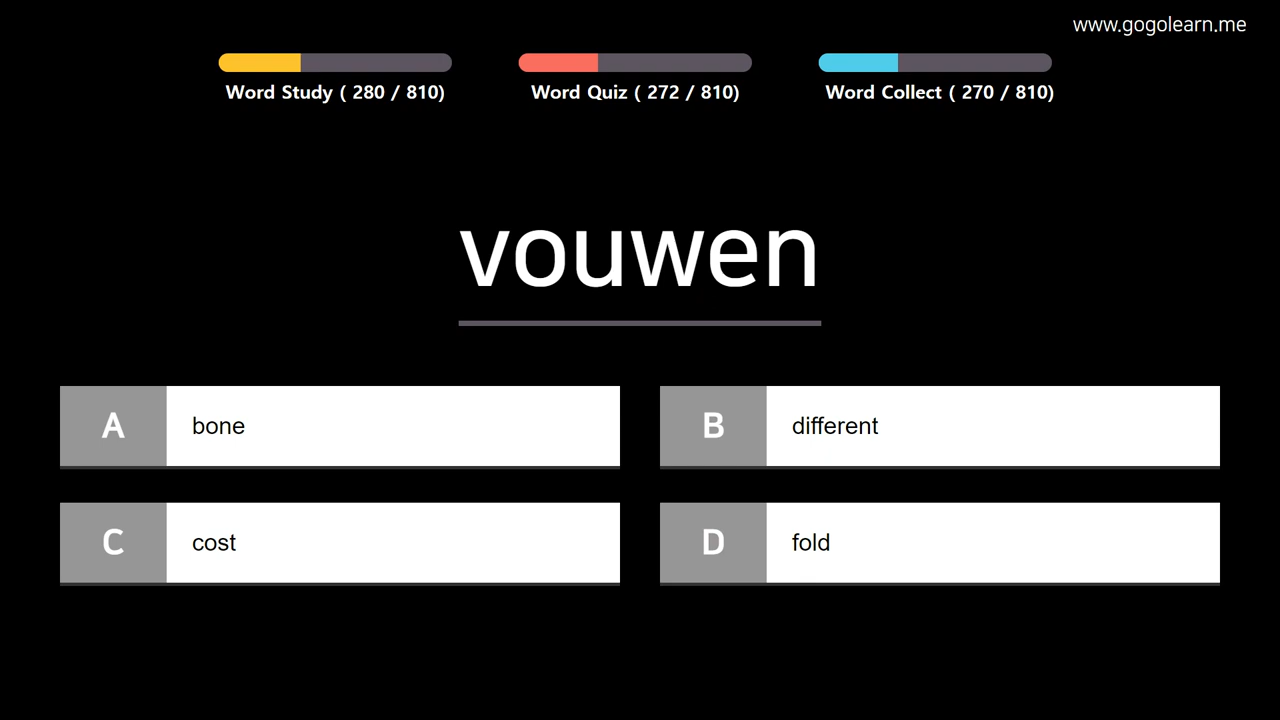 www.gogolearn.me
Word Study ( 280 / 810)
Word Quiz ( 272 / 810)
Word Collect ( 270 / 810)
vouwen
A bone
B different
C cost
D fold